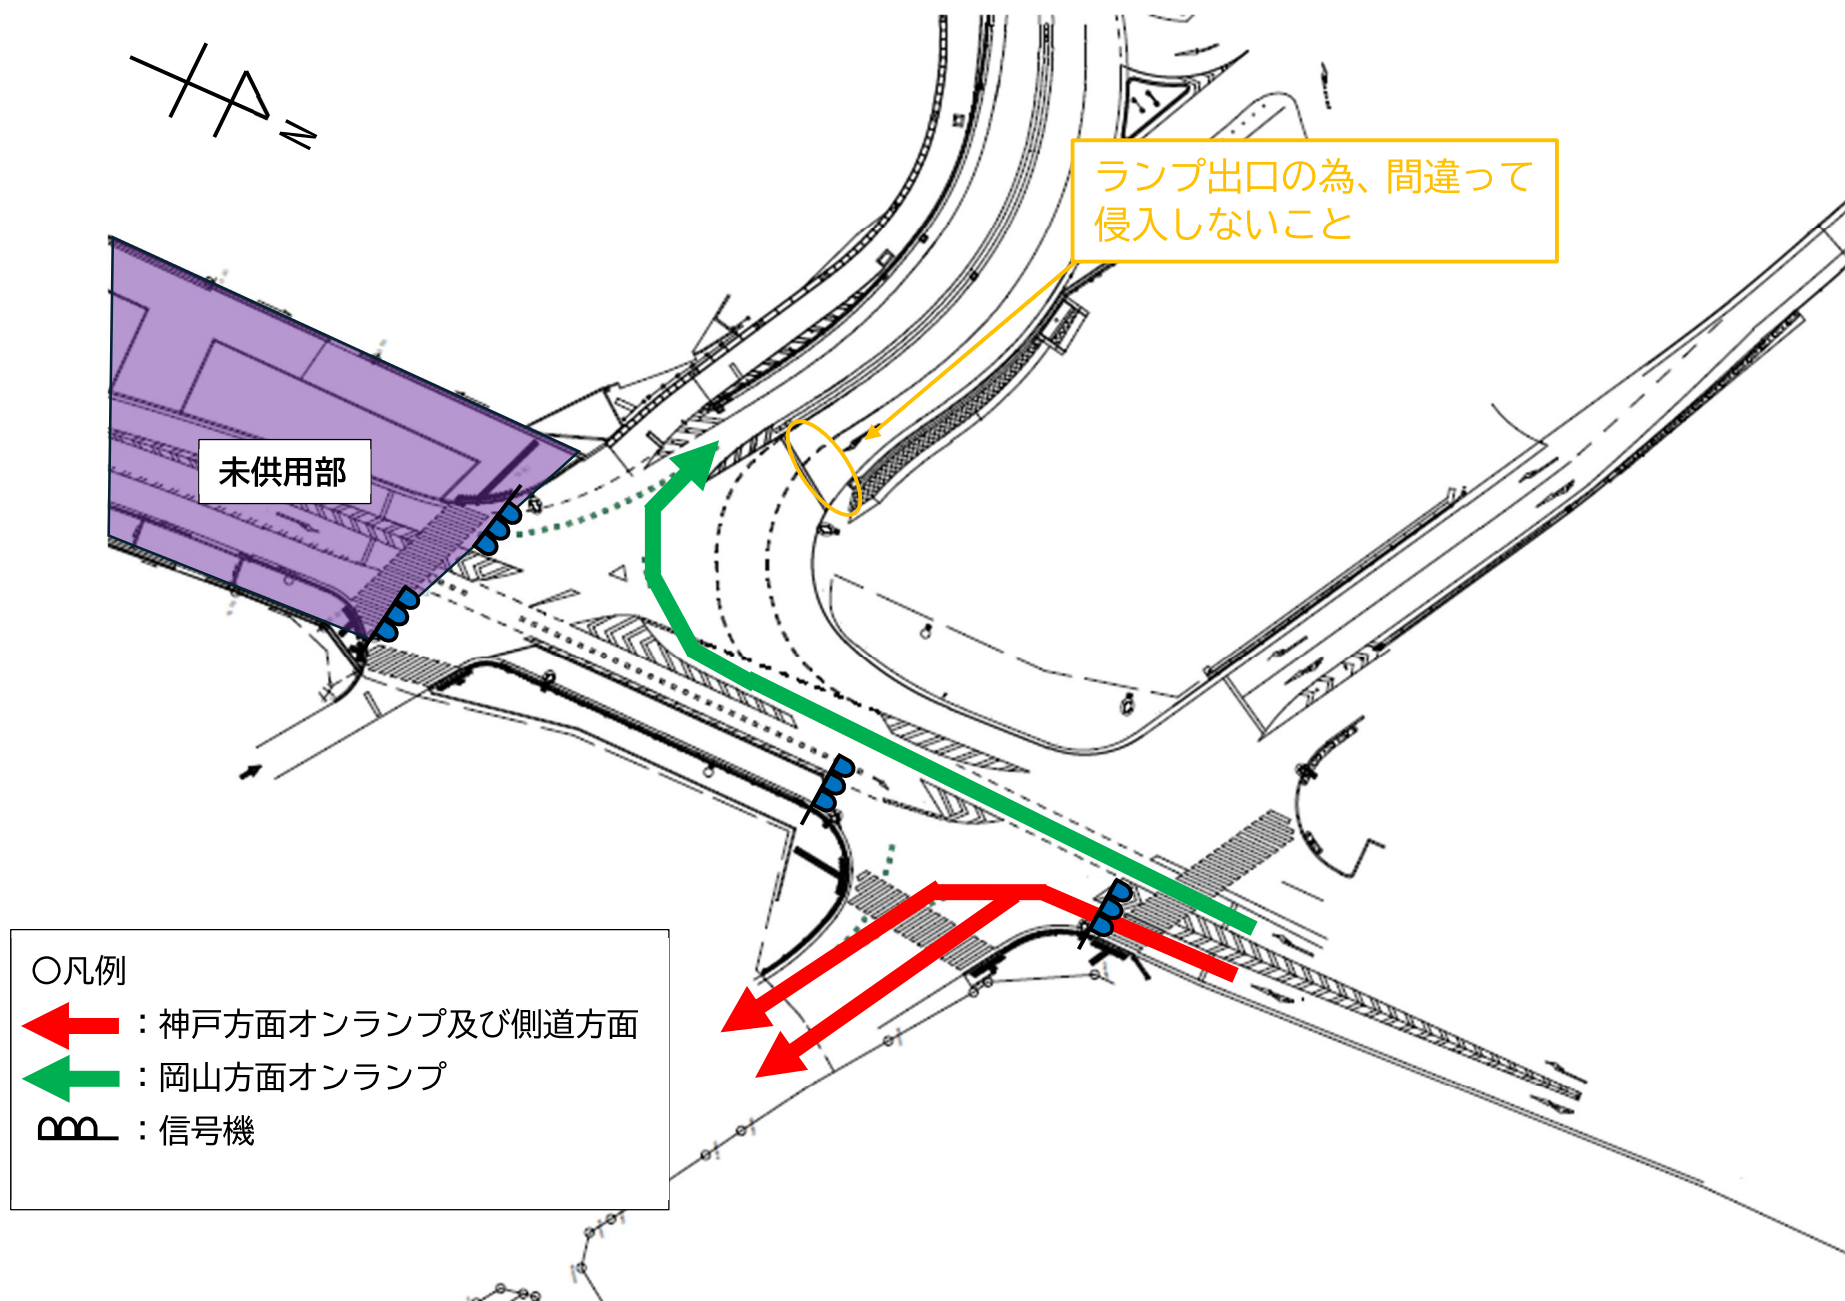 N
ランプ出口の為、間違って
侵入しないこと
未供用部
○凡例
：神戸方面オンランプ及び側道方面
：岡山方面オンランプ
：信号機